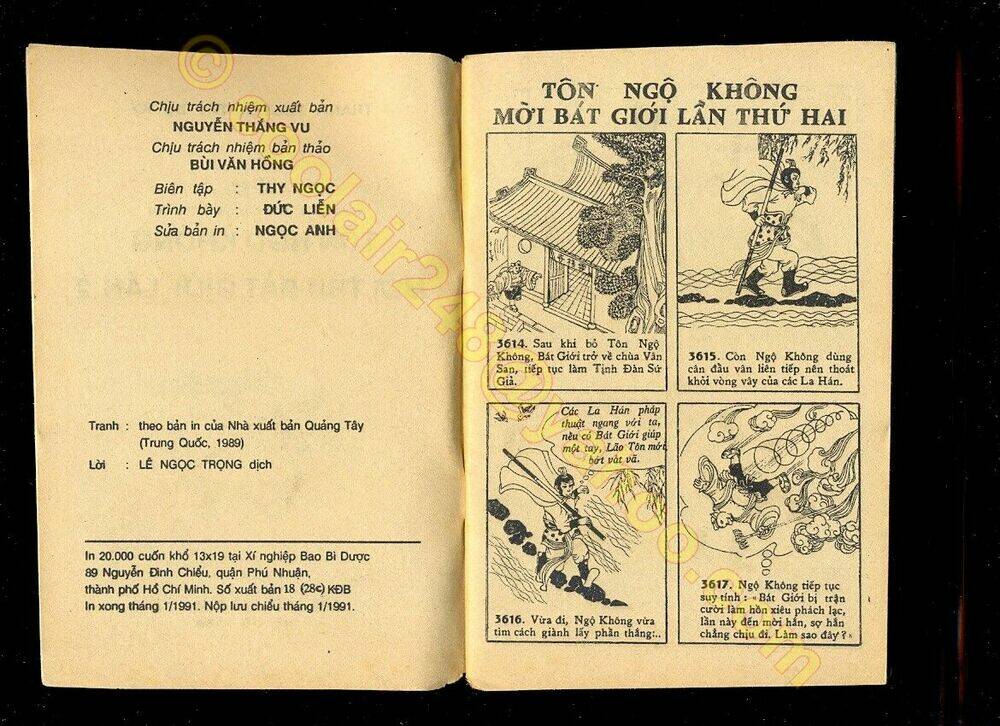 Chịu trách nhiệm xuất bản
NGUYỄN THẮNG VU
Chịu trách nhiệm bản thảo
BÙI VĂN HỒNG
Biên tập : THY NGỌC
Trình bày : ĐỨC LIỄN
Sửa bản in : NGỌC ANH
Tranh : theo bản in của Nhà xuất bản Quảng Tây
(Trung Quốc, 1989)
Lời : LÊ NGỌC TRỌNG dịch
In 20.000 cuốn khổ 13x19 tại Xí nghiệp Bao Bì Dược
89 Nguyễn Đình Chiểu, quận Phú Nhuận,
thành phố Hồ Chí Minh. Số xuất bản 18 (28c) KĐB
In xong tháng 1/1991. Nộp lưu chiểu tháng 1/1991.
TÔN NGỘ KHÔNG
MỜI BÁT GIỚI LẦN THỨ HAI
3614. Sau khi bỏ Tôn Ngộ
Không, Bát Giới trở về chùa Vân
San, tiếp tục làm Tịnh Đàn Sứ
Giả.
3615. Còn Ngộ Không dùng
cân đầu vân liên tiếp nên thoát
khỏi vòng vây của các La Hán.
Các La Hán pháp
thuật ngang với ta,
nếu có Bát Giới giúp
một tay, Lão Tôn mới
bớt vất vả.
3616. Vừa đi, Ngộ Không vừa
tìm cách giành lấy phần thắng:..
3617. Ngộ Không tiếp tục
suy tính : «Bát Giới bị trận
cười làm hồn xiêu phách lạc,
lần này đến mời hắn, sợ hắn
chẳng chịu đi. Làm sao đây ?»